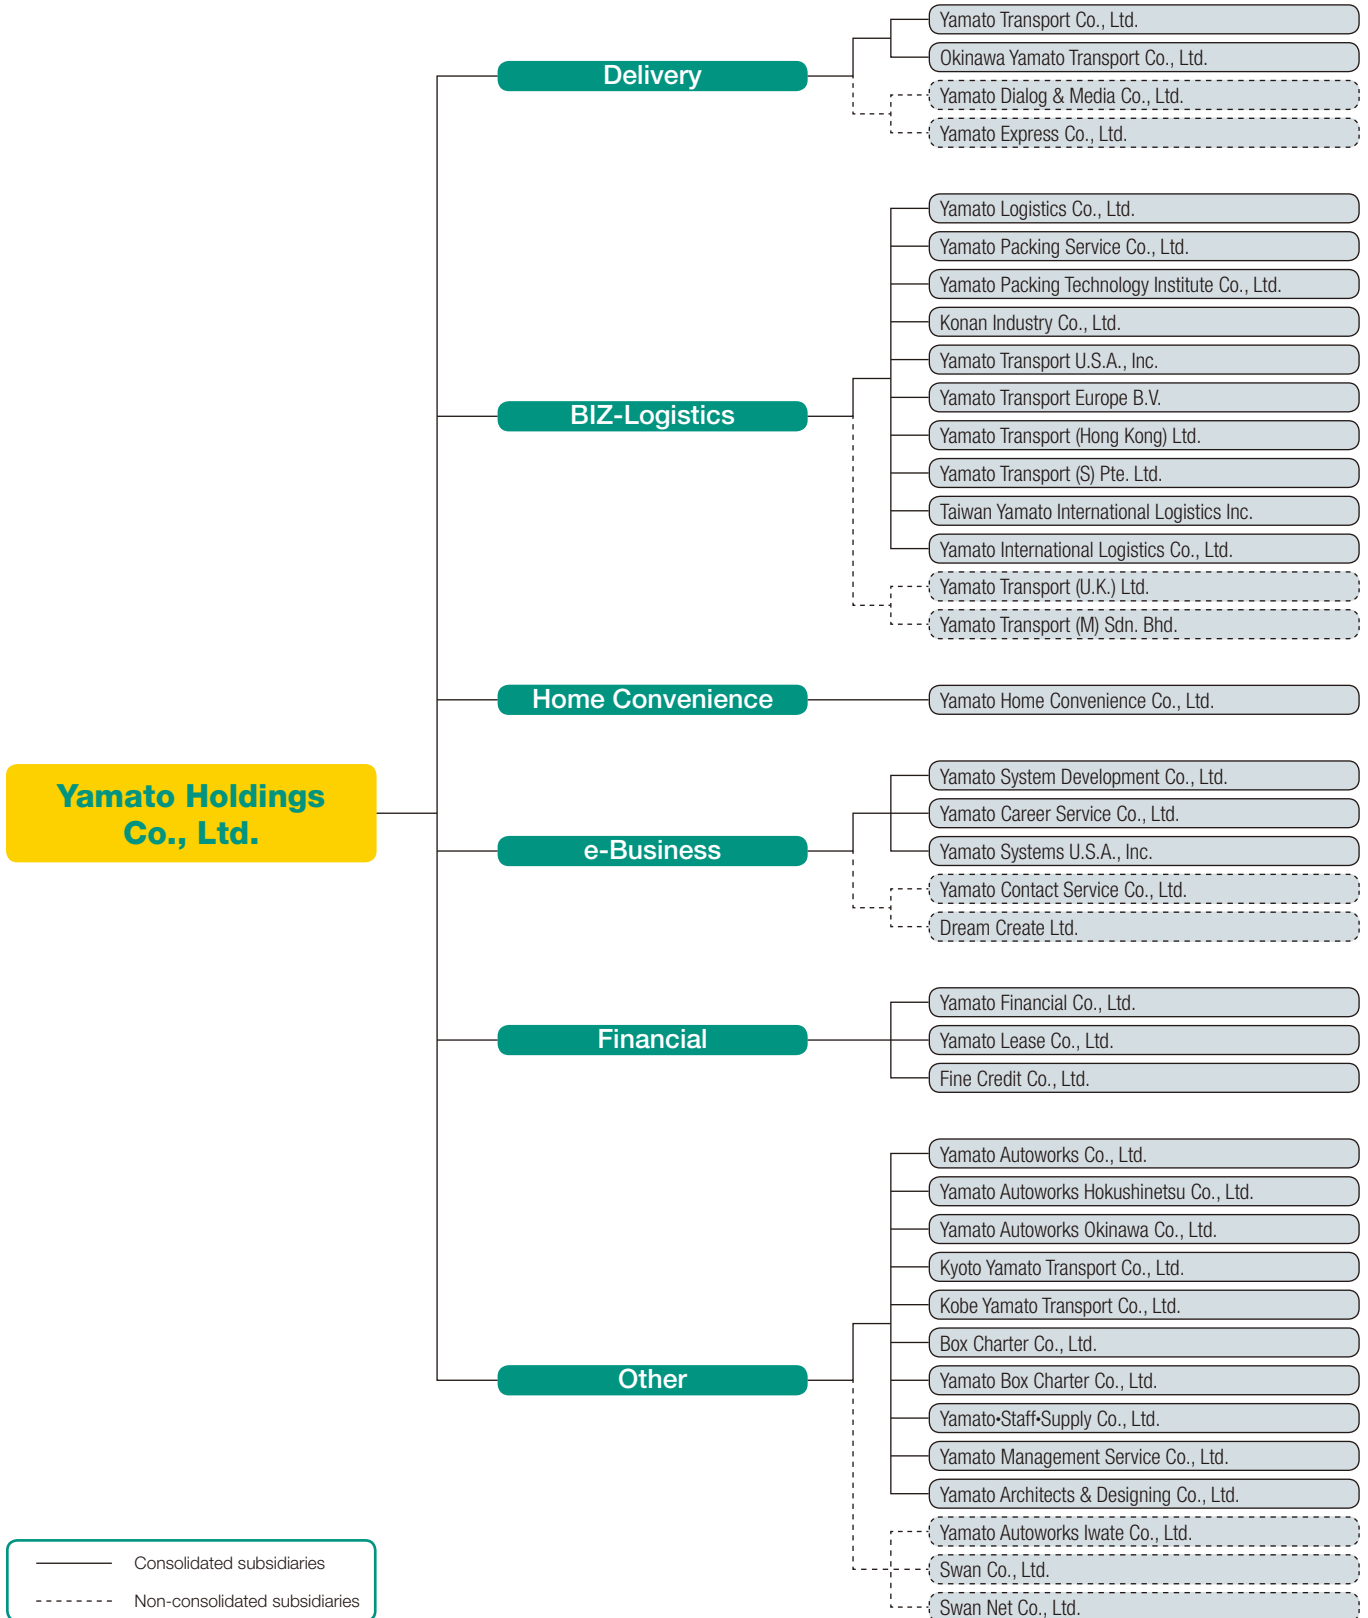 Yamato Holdings
Co., Ltd.
Delivery
Yamato Transport Co., Ltd.
Okinawa Yamato Transport Co., Ltd.
Yamato Dialog & Media Co., Ltd.
Yamato Express Co., Ltd.
BIZ-Logistics
Yamato Logistics Co., Ltd.
Yamato Packing Service Co., Ltd.
Yamato Packing Technology Institute Co., Ltd.
Konan Industry Co., Ltd.
Yamato Transport U.S.A., Inc.
Yamato Transport Europe B.V.
Yamato Transport (Hong Kong) Ltd.
Yamato Transport (S) Pte. Ltd.
Taiwan Yamato International Logistics Inc.
Yamato International Logistics Co., Ltd.
Yamato Transport (U.K.) Ltd.
Yamato Transport (M) Sdn. Bhd.
Home Convenience
Yamato Home Convenience Co., Ltd.
e-Business
Yamato System Development Co., Ltd.
Yamato Career Service Co., Ltd.
Yamato Systems U.S.A., Inc.
Yamato Contact Service Co., Ltd.
Dream Create Ltd.
Financial
Yamato Financial Co., Ltd.
Yamato Lease Co., Ltd.
Fine Credit Co., Ltd.
Other
Yamato Autoworks Co., Ltd.
Yamato Autoworks Hokushinetsu Co., Ltd.
Yamato Autoworks Okinawa Co., Ltd.
Kyoto Yamato Transport Co., Ltd.
Kobe Yamato Transport Co., Ltd.
Box Charter Co., Ltd.
Yamato Box Charter Co., Ltd.
Yamato•Staff•Supply Co., Ltd.
Yamato Management Service Co., Ltd.
Yamato Architects & Designing Co., Ltd.
Yamato Autoworks Iwate Co., Ltd.
Swan Co., Ltd.
Swan Net Co., Ltd.
Consolidated subsidiaries
Non-consolidated subsidiaries